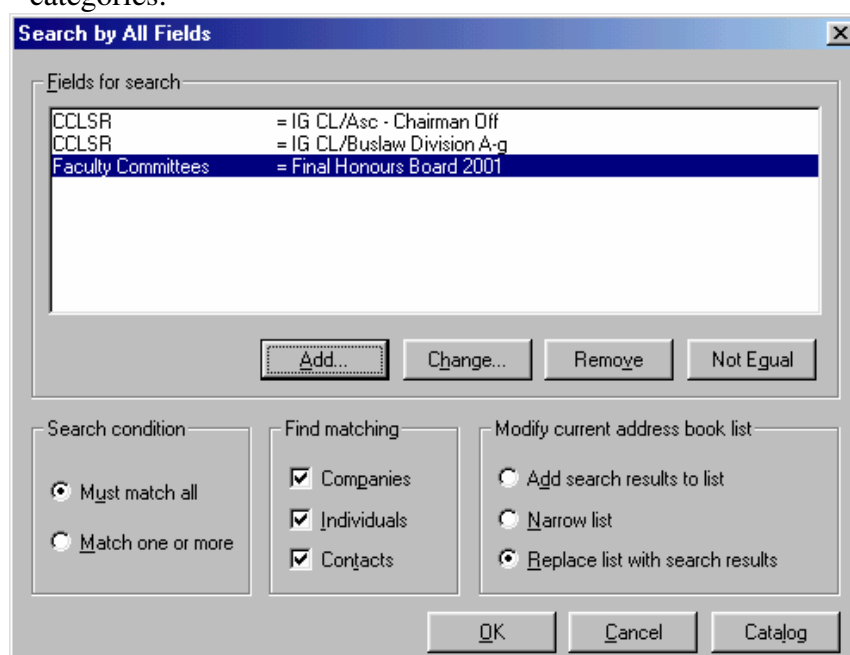 categories.
Search by All Fields
Fields for search
CCLSR = IG CL/Asc - Chairman Off
CCLSR = IG CL/Buslaw Division A-g
Faculty Committees = Final Honours Board 2001
Add... Change... Remove Not Equal
Search condition Find matching Modify current address book list
Must match all Companies Add search results to list
Match one or more Individuals Narrow list
Contacts Replace list with search results
OK Cancel Catalog